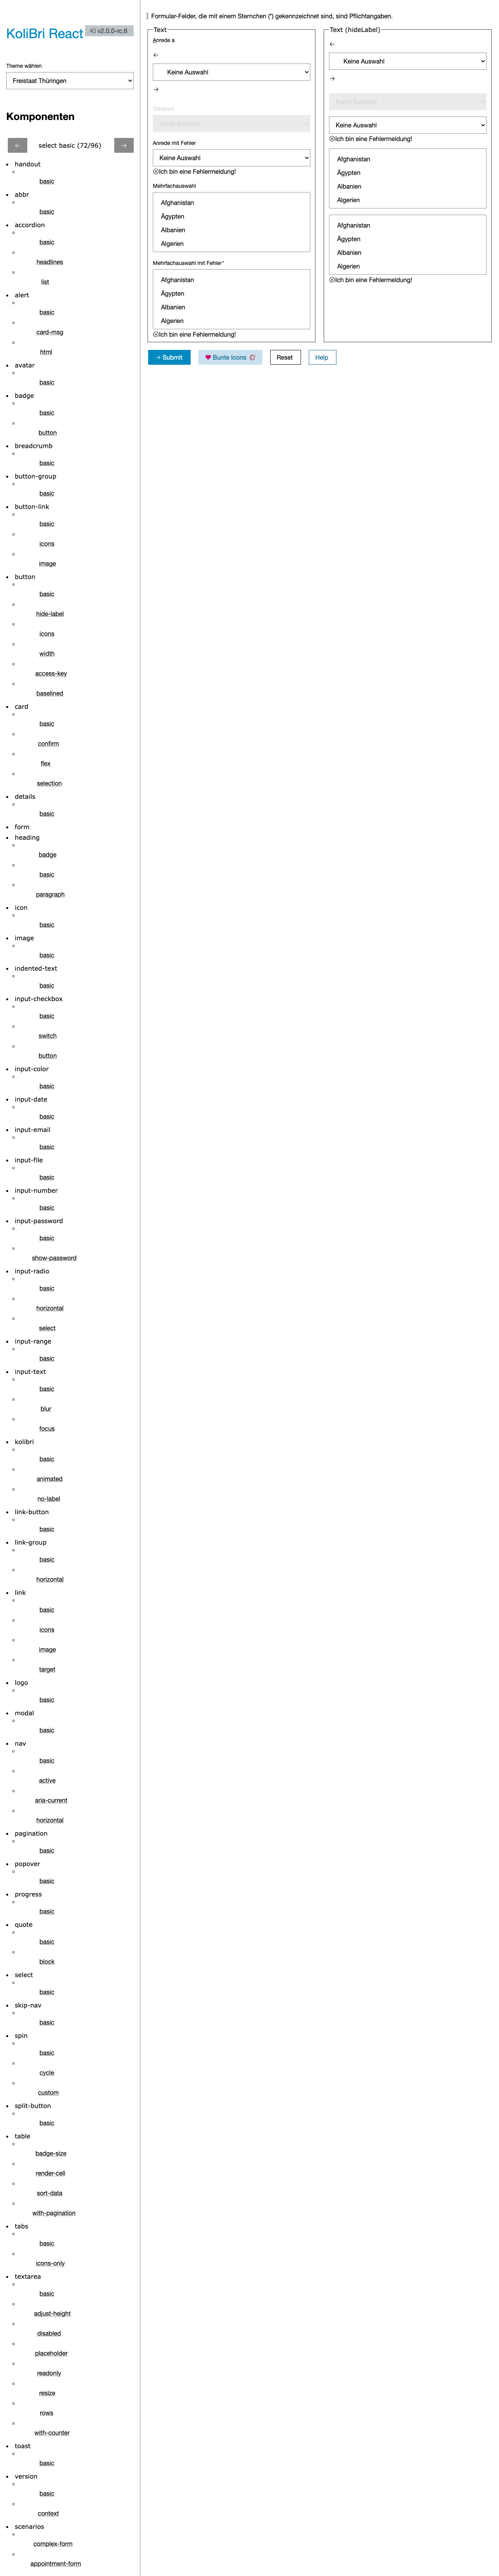 KoliBri React
v2.0.0-rc.6
Theme wählen
Freistaat Thüringen
Komponenten
← select basic (72/96) →
handout
basic
abbr
basic
accordion
basic
headlines
list
alert
basic
card-msg
html
avatar
basic
badge
basic
button
breadcrumb
basic
button-group
basic
button-link
basic
icons
image
button
basic
hide-label
icons
width
access-key
baselined
card
basic
confirm
flex
selection
details
basic
form
heading
badge
basic
paragraph
icon
basic
image
basic
indented-text
basic
input-checkbox
basic
switch
button
input-color
basic
input-date
basic
input-email
basic
input-file
basic
input-number
basic
input-password
basic
show-password
input-radio
basic
horizontal
select
input-range
basic
input-text
basic
blur
focus
kolibri
basic
animated
no-label
link-button
basic
link-group
basic
horizontal
link
basic
icons
image
target
logo
basic
modal
basic
nav
basic
active
aria-current
horizontal
pagination
basic
popover
basic
progress
basic
quote
basic
block
select
basic
skip-nav
basic
spin
basic
cycle
custom
split-button
basic
table
badge-size
render-cell
sort-data
with-pagination
tabs
basic
icons-only
textarea
basic
adjust-height
disabled
placeholder
readonly
resize
rows
with-counter
toast
basic
version
basic
context
scenarios
complex-form
appointment-form
Formular-Felder, die mit einem Sternchen (*) gekennzeichnet sind, sind Pflichtangaben.
Text
Anrede a
←
Keine Auswahl
→
Disabled
Keine Auswahl
Anrede mit Fehler
Keine Auswahl
Ich bin eine Fehlermeldung!
Mehrfachauswahl
Afghanistan
Ägypten
Albanien
Algerien
Mehrfachauswahl mit Fehler*
Afghanistan
Ägypten
Albanien
Algerien
Ich bin eine Fehlermeldung!
Text (hideLabel)
←
Keine Auswahl
→
Keine Auswahl
Keine Auswahl
Ich bin eine Fehlermeldung!
Afghanistan
Ägypten
Albanien
Algerien
Afghanistan
Ägypten
Albanien
Algerien
Ich bin eine Fehlermeldung!
→ Submit
Bunte Icons
Reset
Help